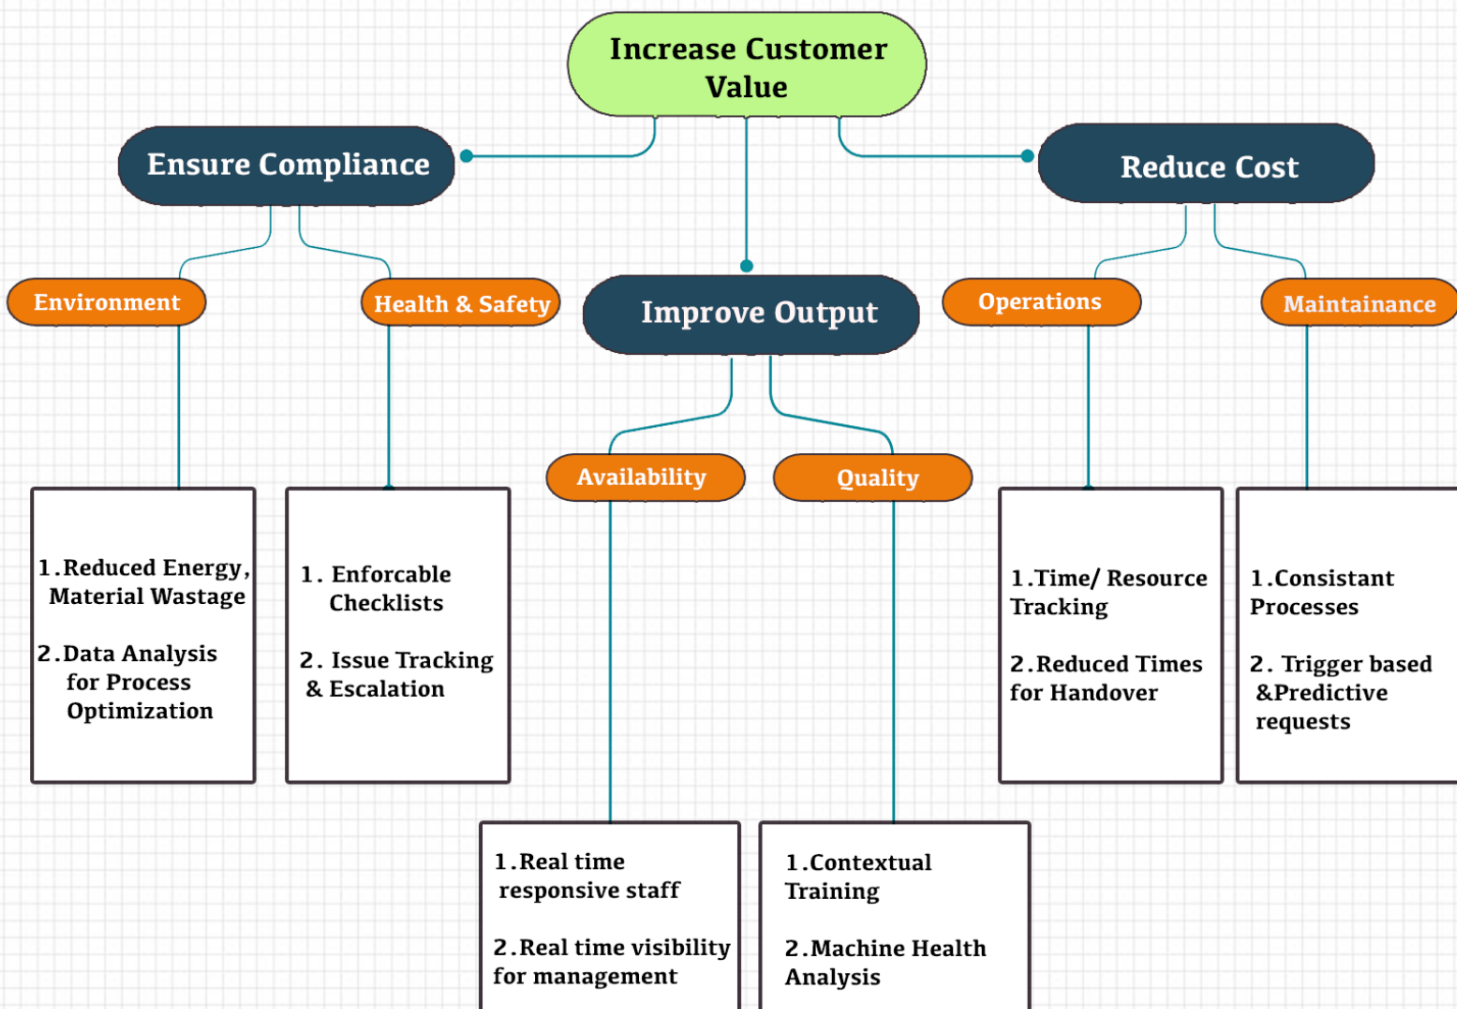 Increase Customer
Value
Ensure Compliance
Reduce Cost
Environment
Health & Safety
Improve Output
Operations
Maintainance
Availability
Quality
1.Reduced Energy,
Material Wastage
2.Data Analysis
for Process
Optimization
1. Enforcable
Checklists
2. Issue Tracking
& Escalation
1.Time/ Resource
Tracking
2.Reduced Times
for Handover
1.Consistant
Processes
2. Trigger based
&Predictive
requests
1.Real time
responsive staff
2.Real time visibility
for management
1.Contextual
Training
2.Machine Health
Analysis